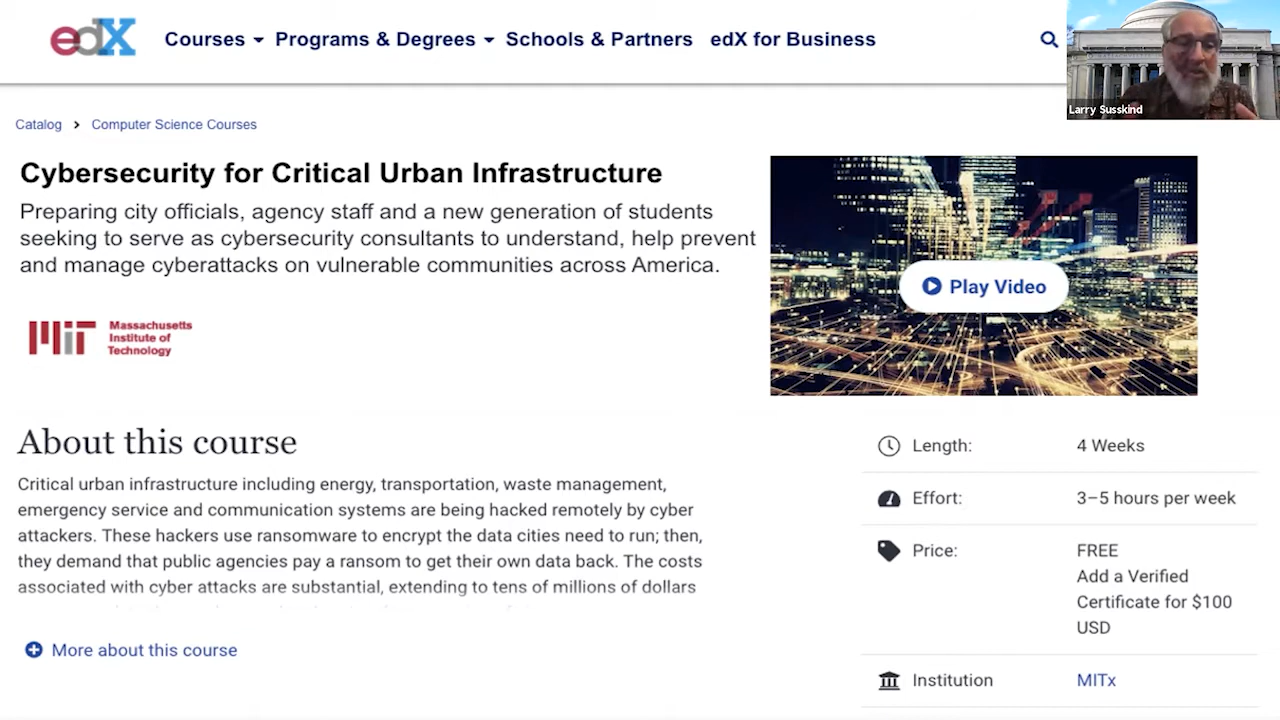 edX
Courses
Programs & Degrees
Schools & Partners
edX for Business
Larry Susskind
Catalog
Computer Science Courses
Cybersecurity for Critical Urban Infrastructure
Preparing city officials, agency staff and a new generation of students
seeking to serve as cybersecurity consultants to understand, help prevent
and manage cyberattacks on vulnerable communities across America.
Play Video
MIT
Massachusetts
Institute of
Technology
About this course
Critical urban infrastructure including energy, transportation, waste management,
emergency service and communication systems are being hacked remotely by cyber
attackers. These hackers use ransomware to encrypt the data cities need to run; then,
they demand that public agencies pay a ransom to get their own data back. The costs
associated with cyber attacks are substantial, extending to tens of millions of dollars
More about this course
Length:
4 Weeks
Effort:
3–5 hours per week
Price:
FREE
Add a Verified
Certificate for $100
USD
Institution
MITx